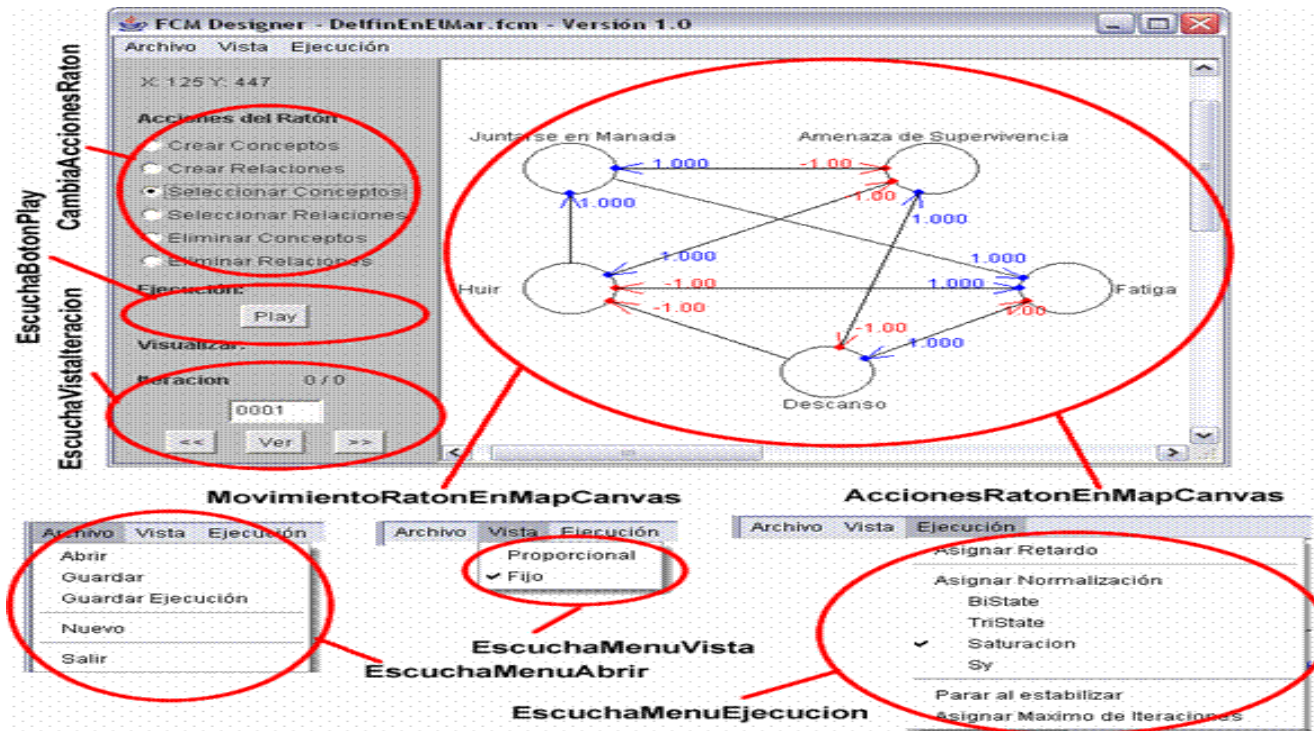 FCM Designer - DelfinEnElMar.fcm - Versión 1.0
Archivo Vista Ejecución
X: 125 Y: 447
Acciones del Ratón
Crear Conceptos
Crear Relaciones
Seleccionar Conceptos
Seleccionar Relaciones
Eliminar Conceptos
Eliminar Relaciones
Ejecución:
Play
Visualizar:
Iteracion 0 / 0
0001
<< Ver >>
CambiaAccionesRaton
EscuchaBotonPlay
EscuchaVistaIteracion
Juntarse en Manada
Amenaza de Supervivencia
1.000
-1.00
1.000
-1.00
1.000
1.000
1.000
Huir
-1.00
1.000
Fatiga
-1.00
1.00
-1.00
1.000
Descanso
MovimientoRatonEnMapCanvas
AccionesRatonEnMapCanvas
Archivo Vista Ejecución
Abrir
Guardar
Guardar Ejecución
Nuevo
Salir
EscuchaMenuAbrir
Archivo Vista Ejecución
Proporcional
Fijo
EscuchaMenuVista
Archivo Vista Ejecución
Asignar Retardo
Asignar Normalización
BiState
TriState
Saturacion
Sy
Parar al estabilizar
Asignar Maximo de Iteraciones
EscuchaMenuEjecucion